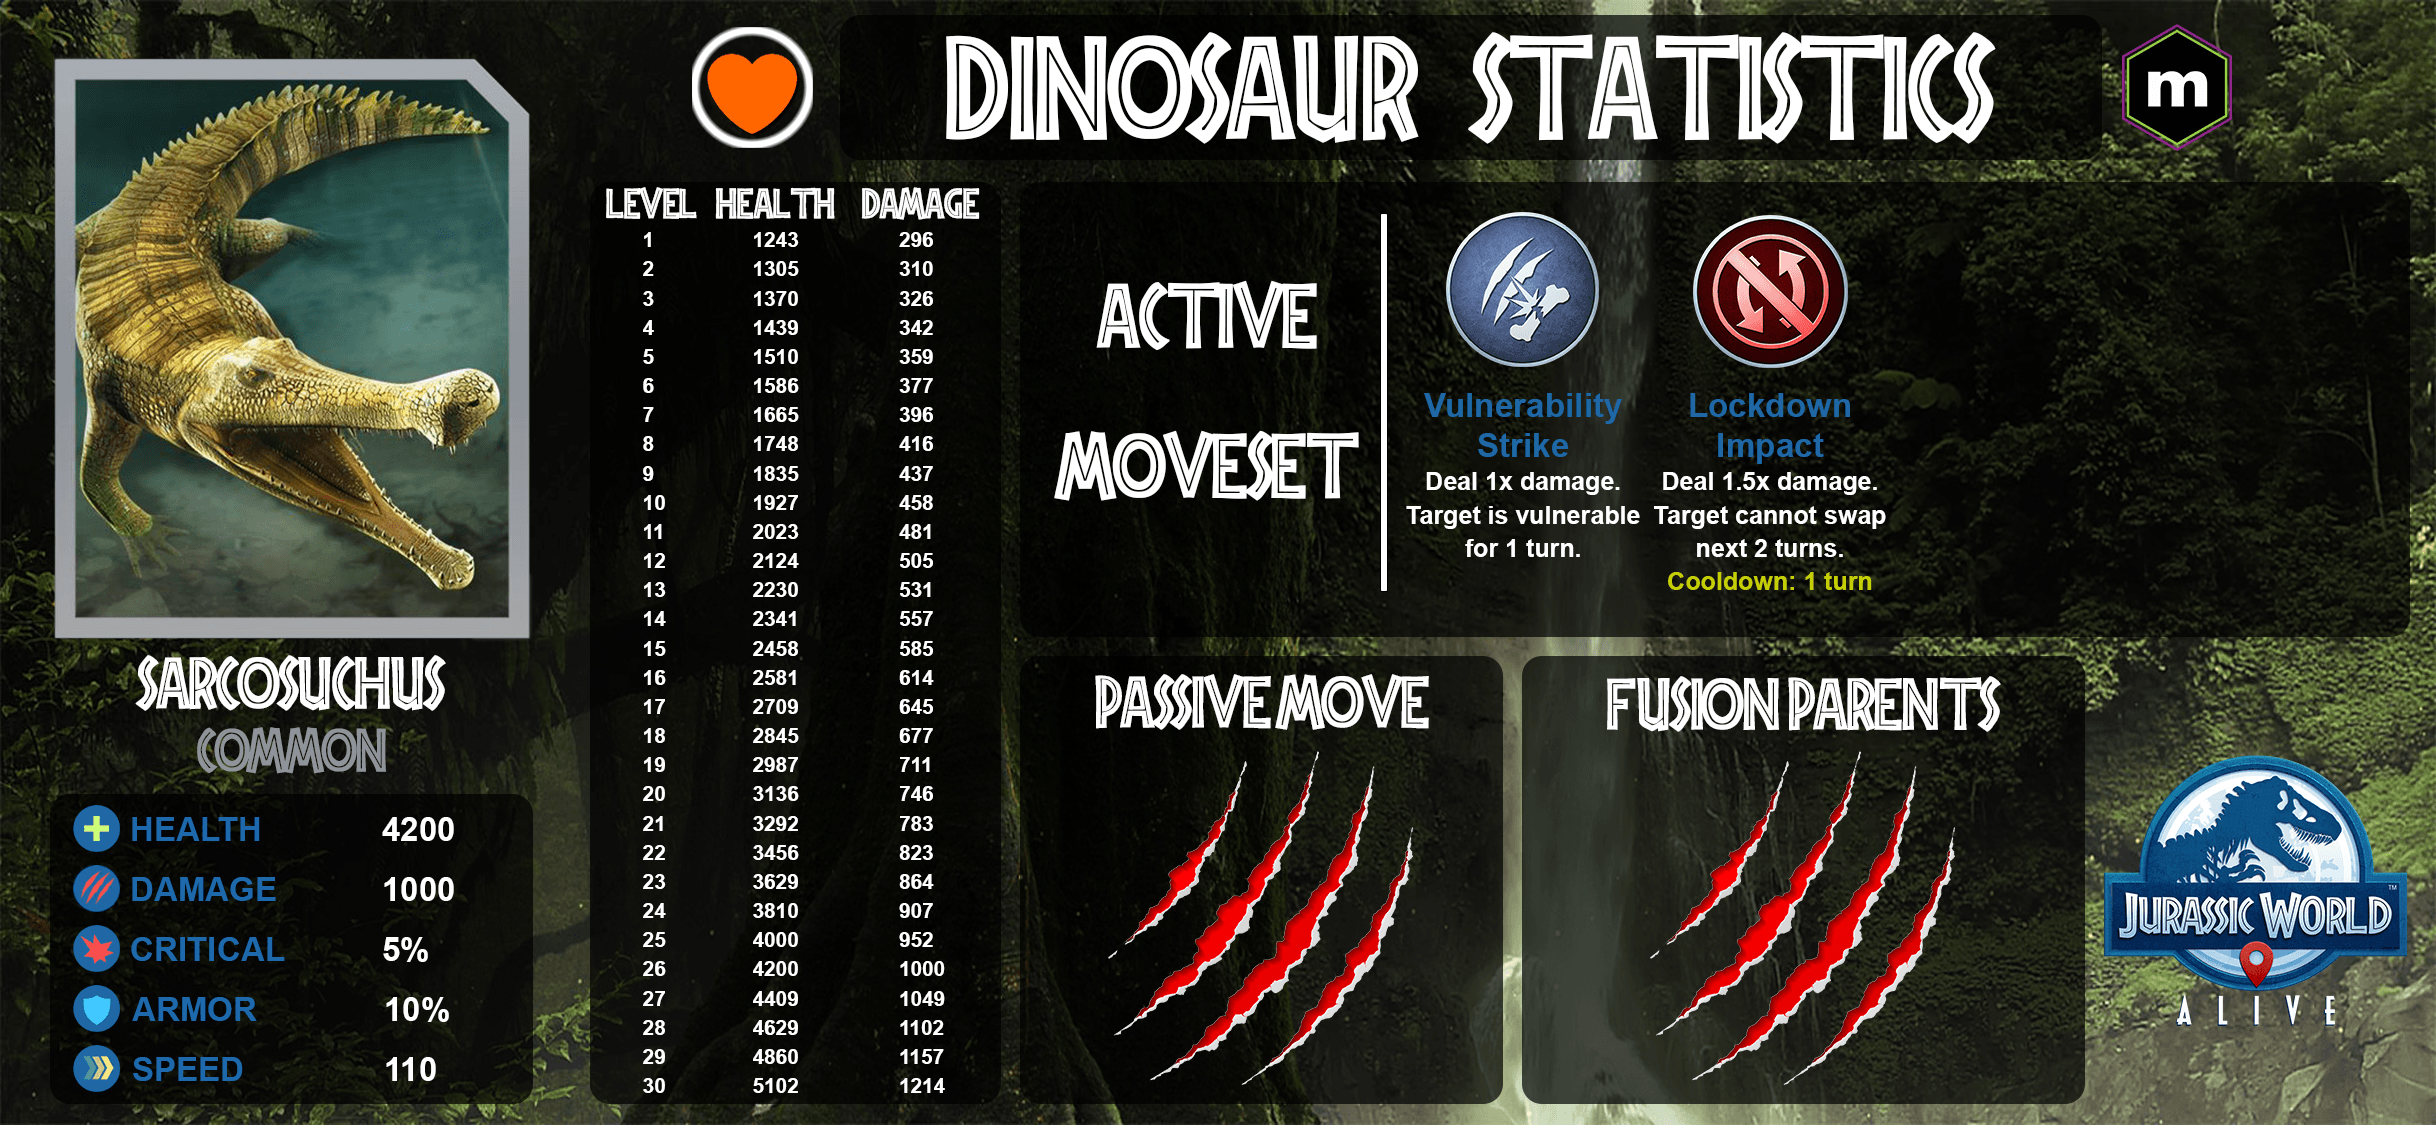 DINOSAUR STATISTICS
m
SARCOSUCHUS
COMMON
HEALTH 4200
DAMAGE 1000
CRITICAL 5%
ARMOR 10%
SPEED 110
LEVEL HEALTH DAMAGE
1 1243 296
2 1305 310
3 1370 326
4 1439 342
5 1510 359
6 1586 377
7 1665 396
8 1748 416
9 1835 437
10 1927 458
11 2023 481
12 2124 505
13 2230 531
14 2341 557
15 2458 585
16 2581 614
17 2709 645
18 2845 677
19 2987 711
20 3136 746
21 3292 783
22 3456 823
23 3629 864
24 3810 907
25 4000 952
26 4200 1000
27 4409 1049
28 4629 1102
29 4860 1157
30 5102 1214
ACTIVE
MOVESET
Vulnerability
Strike
Deal 1x damage.
Target is vulnerable
for 1 turn.
Lockdown
Impact
Deal 1.5x damage.
Target cannot swap
next 2 turns.
Cooldown: 1 turn
PASSIVE MOVE
FUSION PARENTS
JURASSIC WORLD™
ALIVE